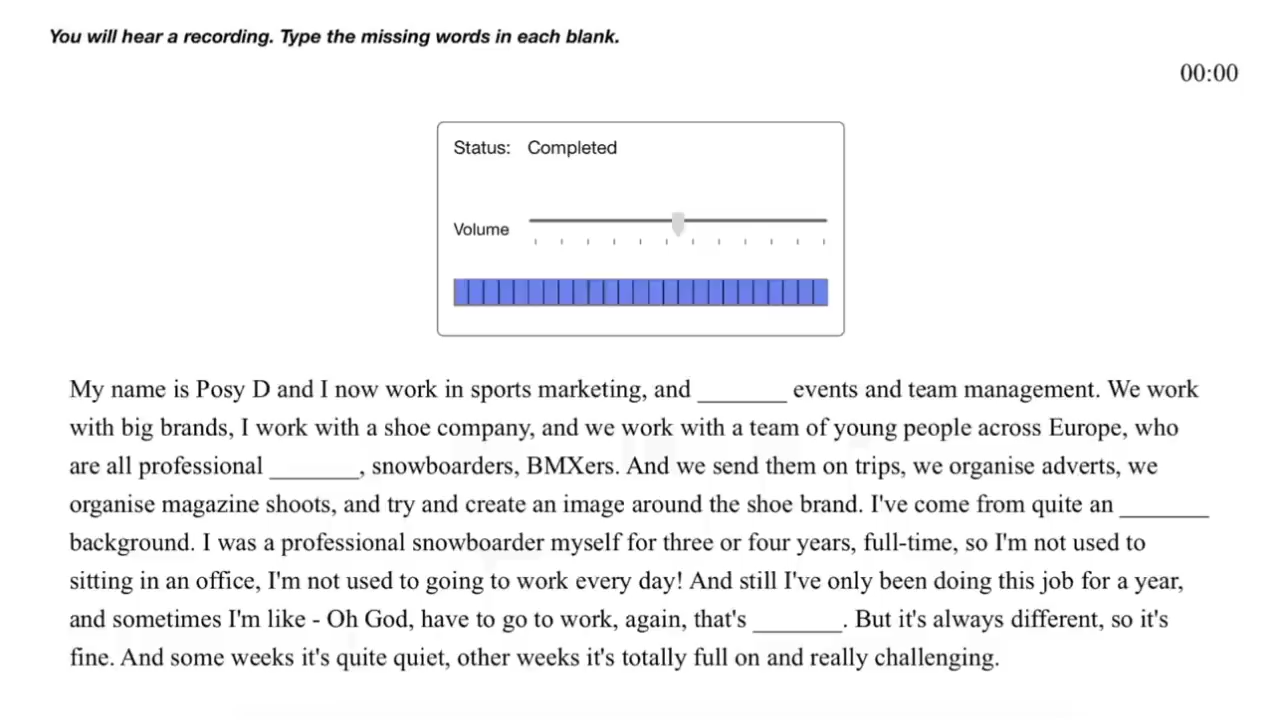 You will hear a recording. Type the missing words in each blank.
00:00
Status: Completed
Volume
My name is Posy D and I now work in sports marketing, and ________ events and team management. We work
with big brands, I work with a shoe company, and we work with a team of young people across Europe, who
are all professional ________, snowboarders, BMXers. And we send them on trips, we organise adverts, we
organise magazine shoots, and try and create an image around the shoe brand. I've come from quite an ________
background. I was a professional snowboarder myself for three or four years, full-time, so I'm not used to
sitting in an office, I'm not used to going to work every day! And still I've only been doing this job for a year,
and sometimes I'm like - Oh God, have to go to work, again, that's ________. But it's always different, so it's
fine. And some weeks it's quite quiet, other weeks it's totally full on and really challenging.